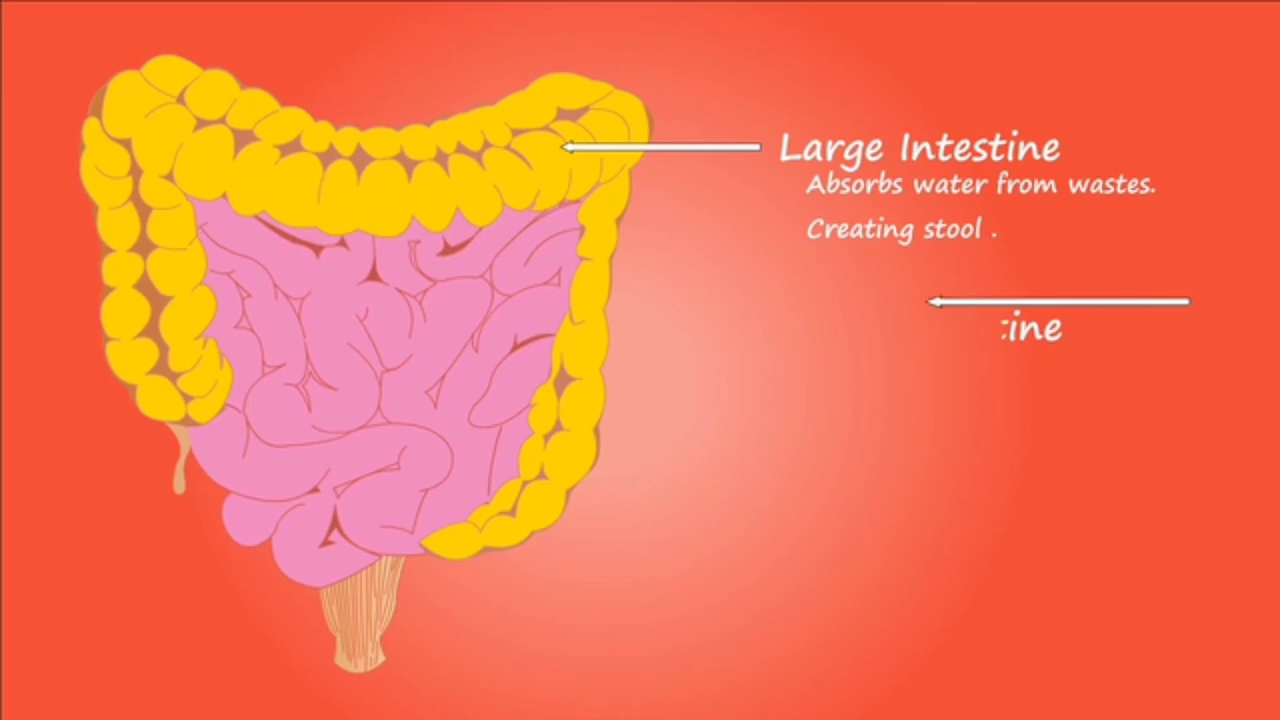 Large Intestine
Absorbs water from wastes.
Creating stool .
ine